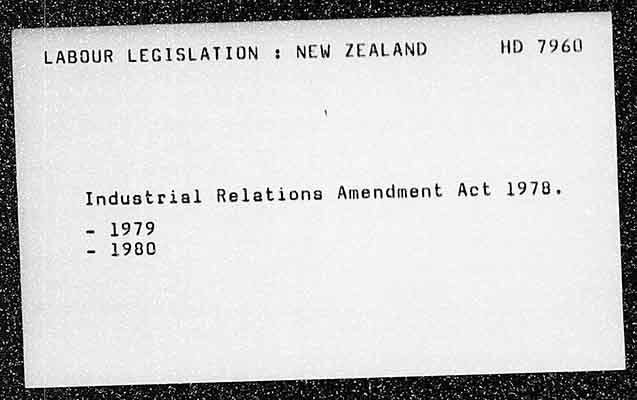 LABOUR LEGISLATION : NEW ZEALAND HD 7960
Industrial Relations Amendment Act 1978.
- 1979
- 1980